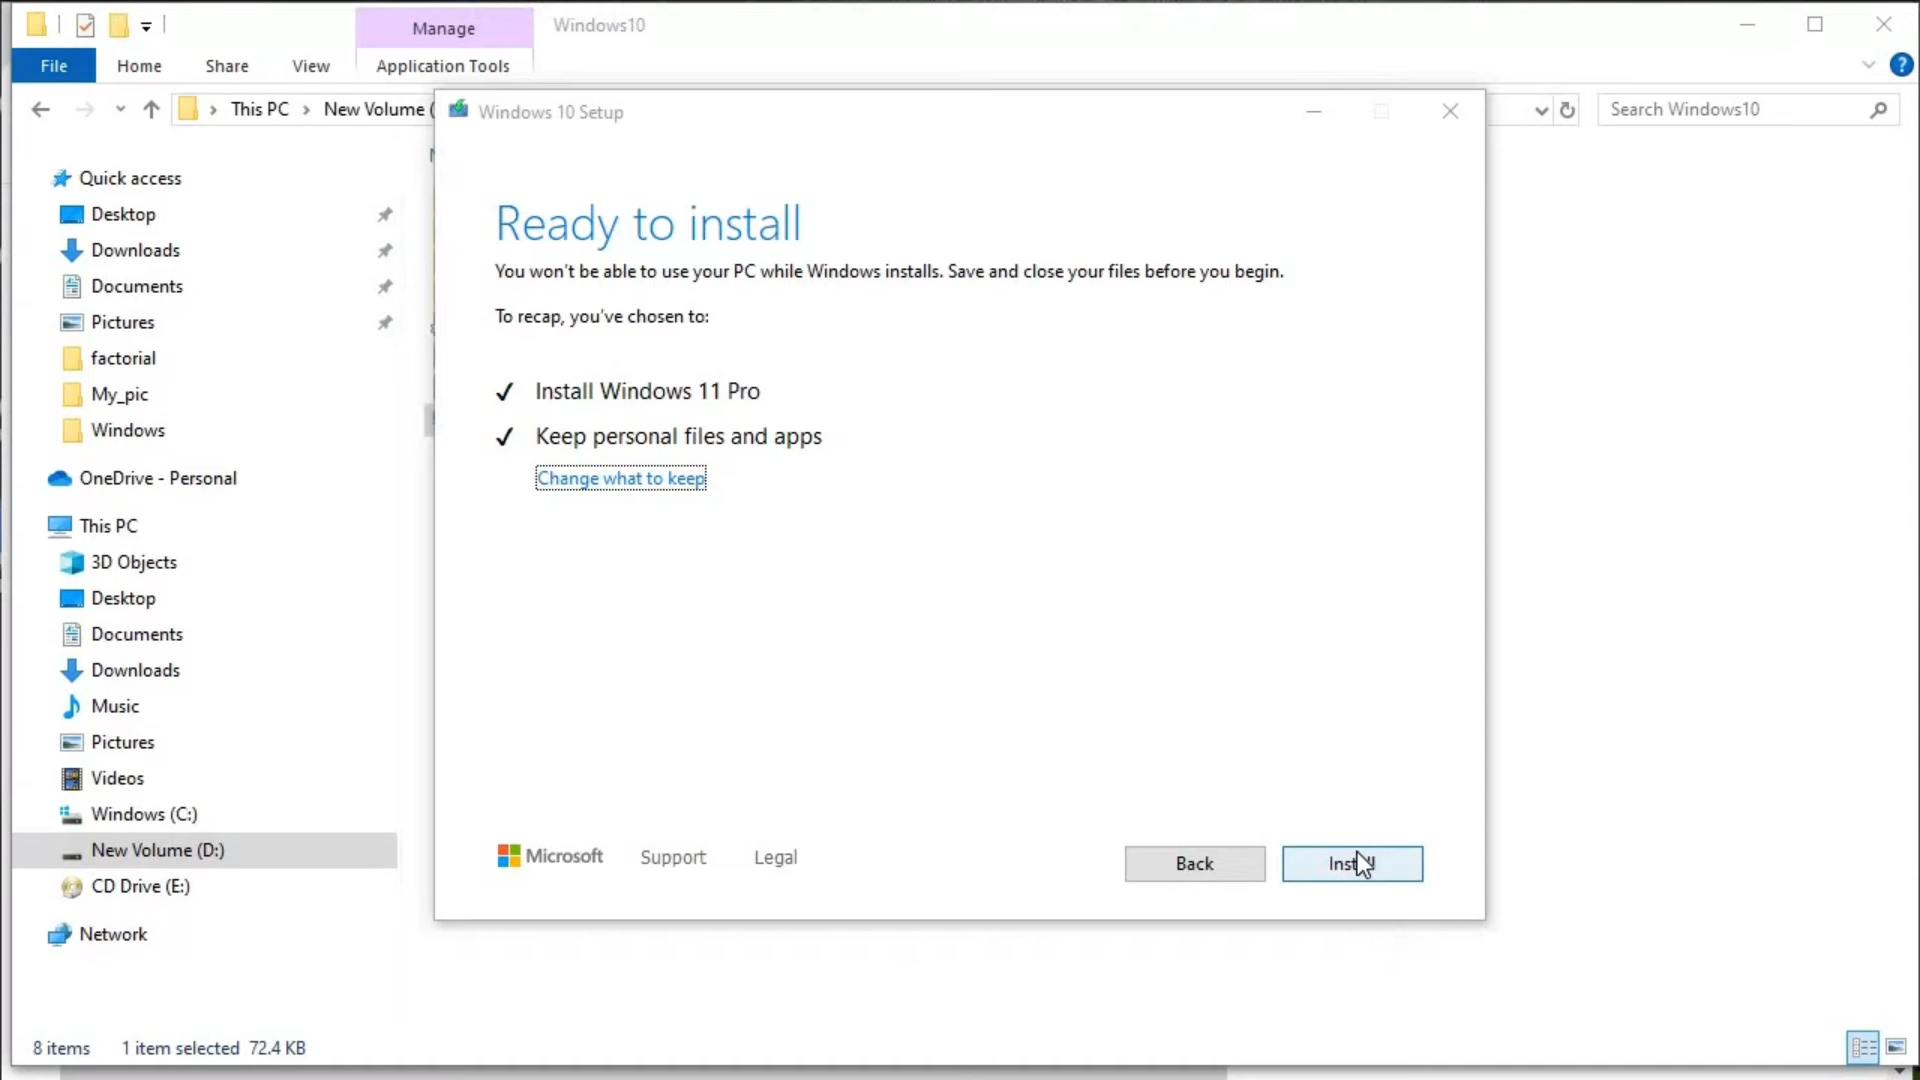 Manage
Windows10
File
Home
Share
View
Application Tools
This PC
New Volume (
Search Windows10
Windows 10 Setup
Quick access
Desktop
Downloads
Documents
Pictures
factorial
My_pic
Windows
OneDrive - Personal
This PC
3D Objects
Desktop
Documents
Downloads
Music
Pictures
Videos
Windows (C:)
New Volume (D:)
CD Drive (E:)
Network
Ready to install
You won't be able to use your PC while Windows installs. Save and close your files before you begin.
To recap, you've chosen to:
Install Windows 11 Pro
Keep personal files and apps
Change what to keep
Microsoft
Support
Legal
Back
Install
8 items 1 item selected 72.4 KB